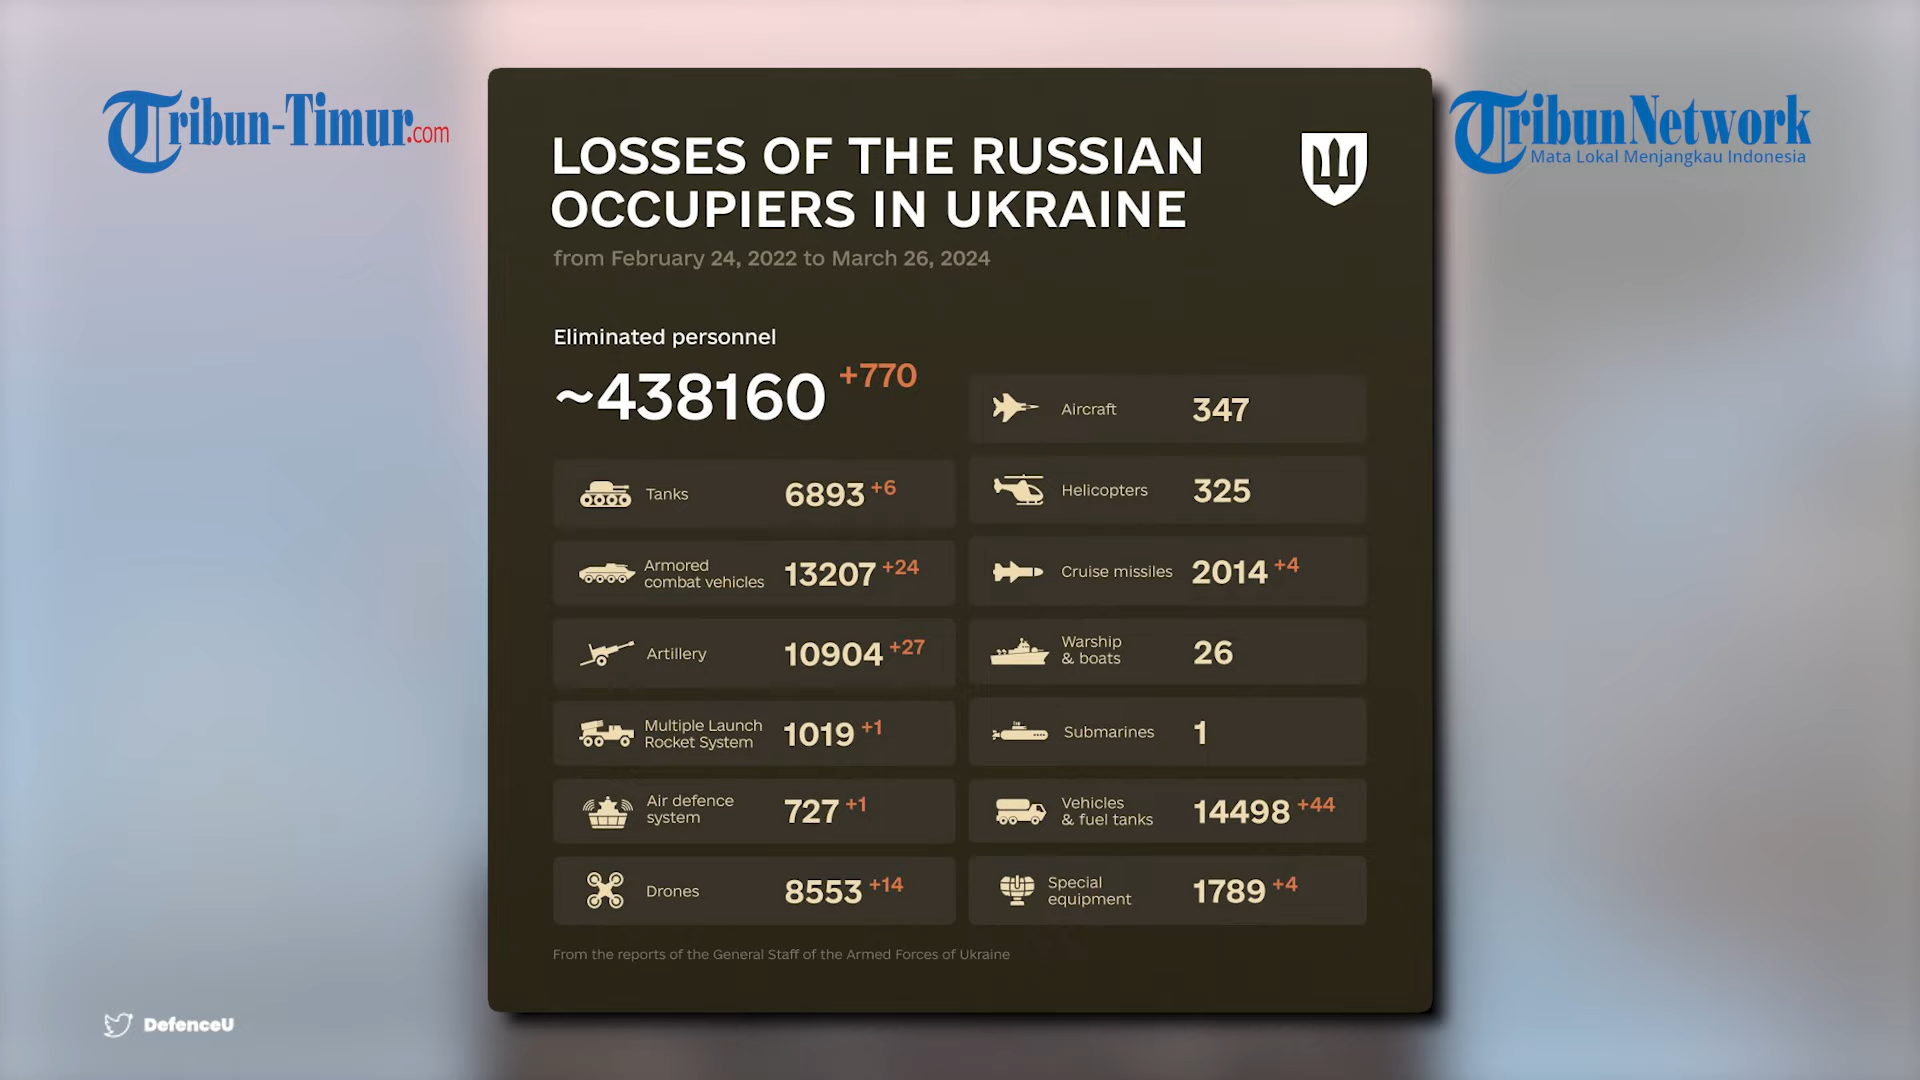 Tribun-Timur.com
TribunNetwork
Mata Lokal Menjangkau Indonesia
LOSSES OF THE RUSSIAN
OCCUPIERS IN UKRAINE
from February 24, 2022 to March 26, 2024
Eliminated personnel
~438160 +770
Tanks 6893 +6
Armored
combat vehicles 13207 +24
Artillery 10904 +27
Multiple Launch
Rocket System 1019 +1
Air defence
system 727 +1
Drones 8553 +14
Aircraft 347
Helicopters 325
Cruise missiles 2014 +4
Warship
& boats 26
Submarines 1
Vehicles
& fuel tanks 14498 +44
Special
equipment 1789 +4
From the reports of the General Staff of the Armed Forces of Ukraine
DefenceU